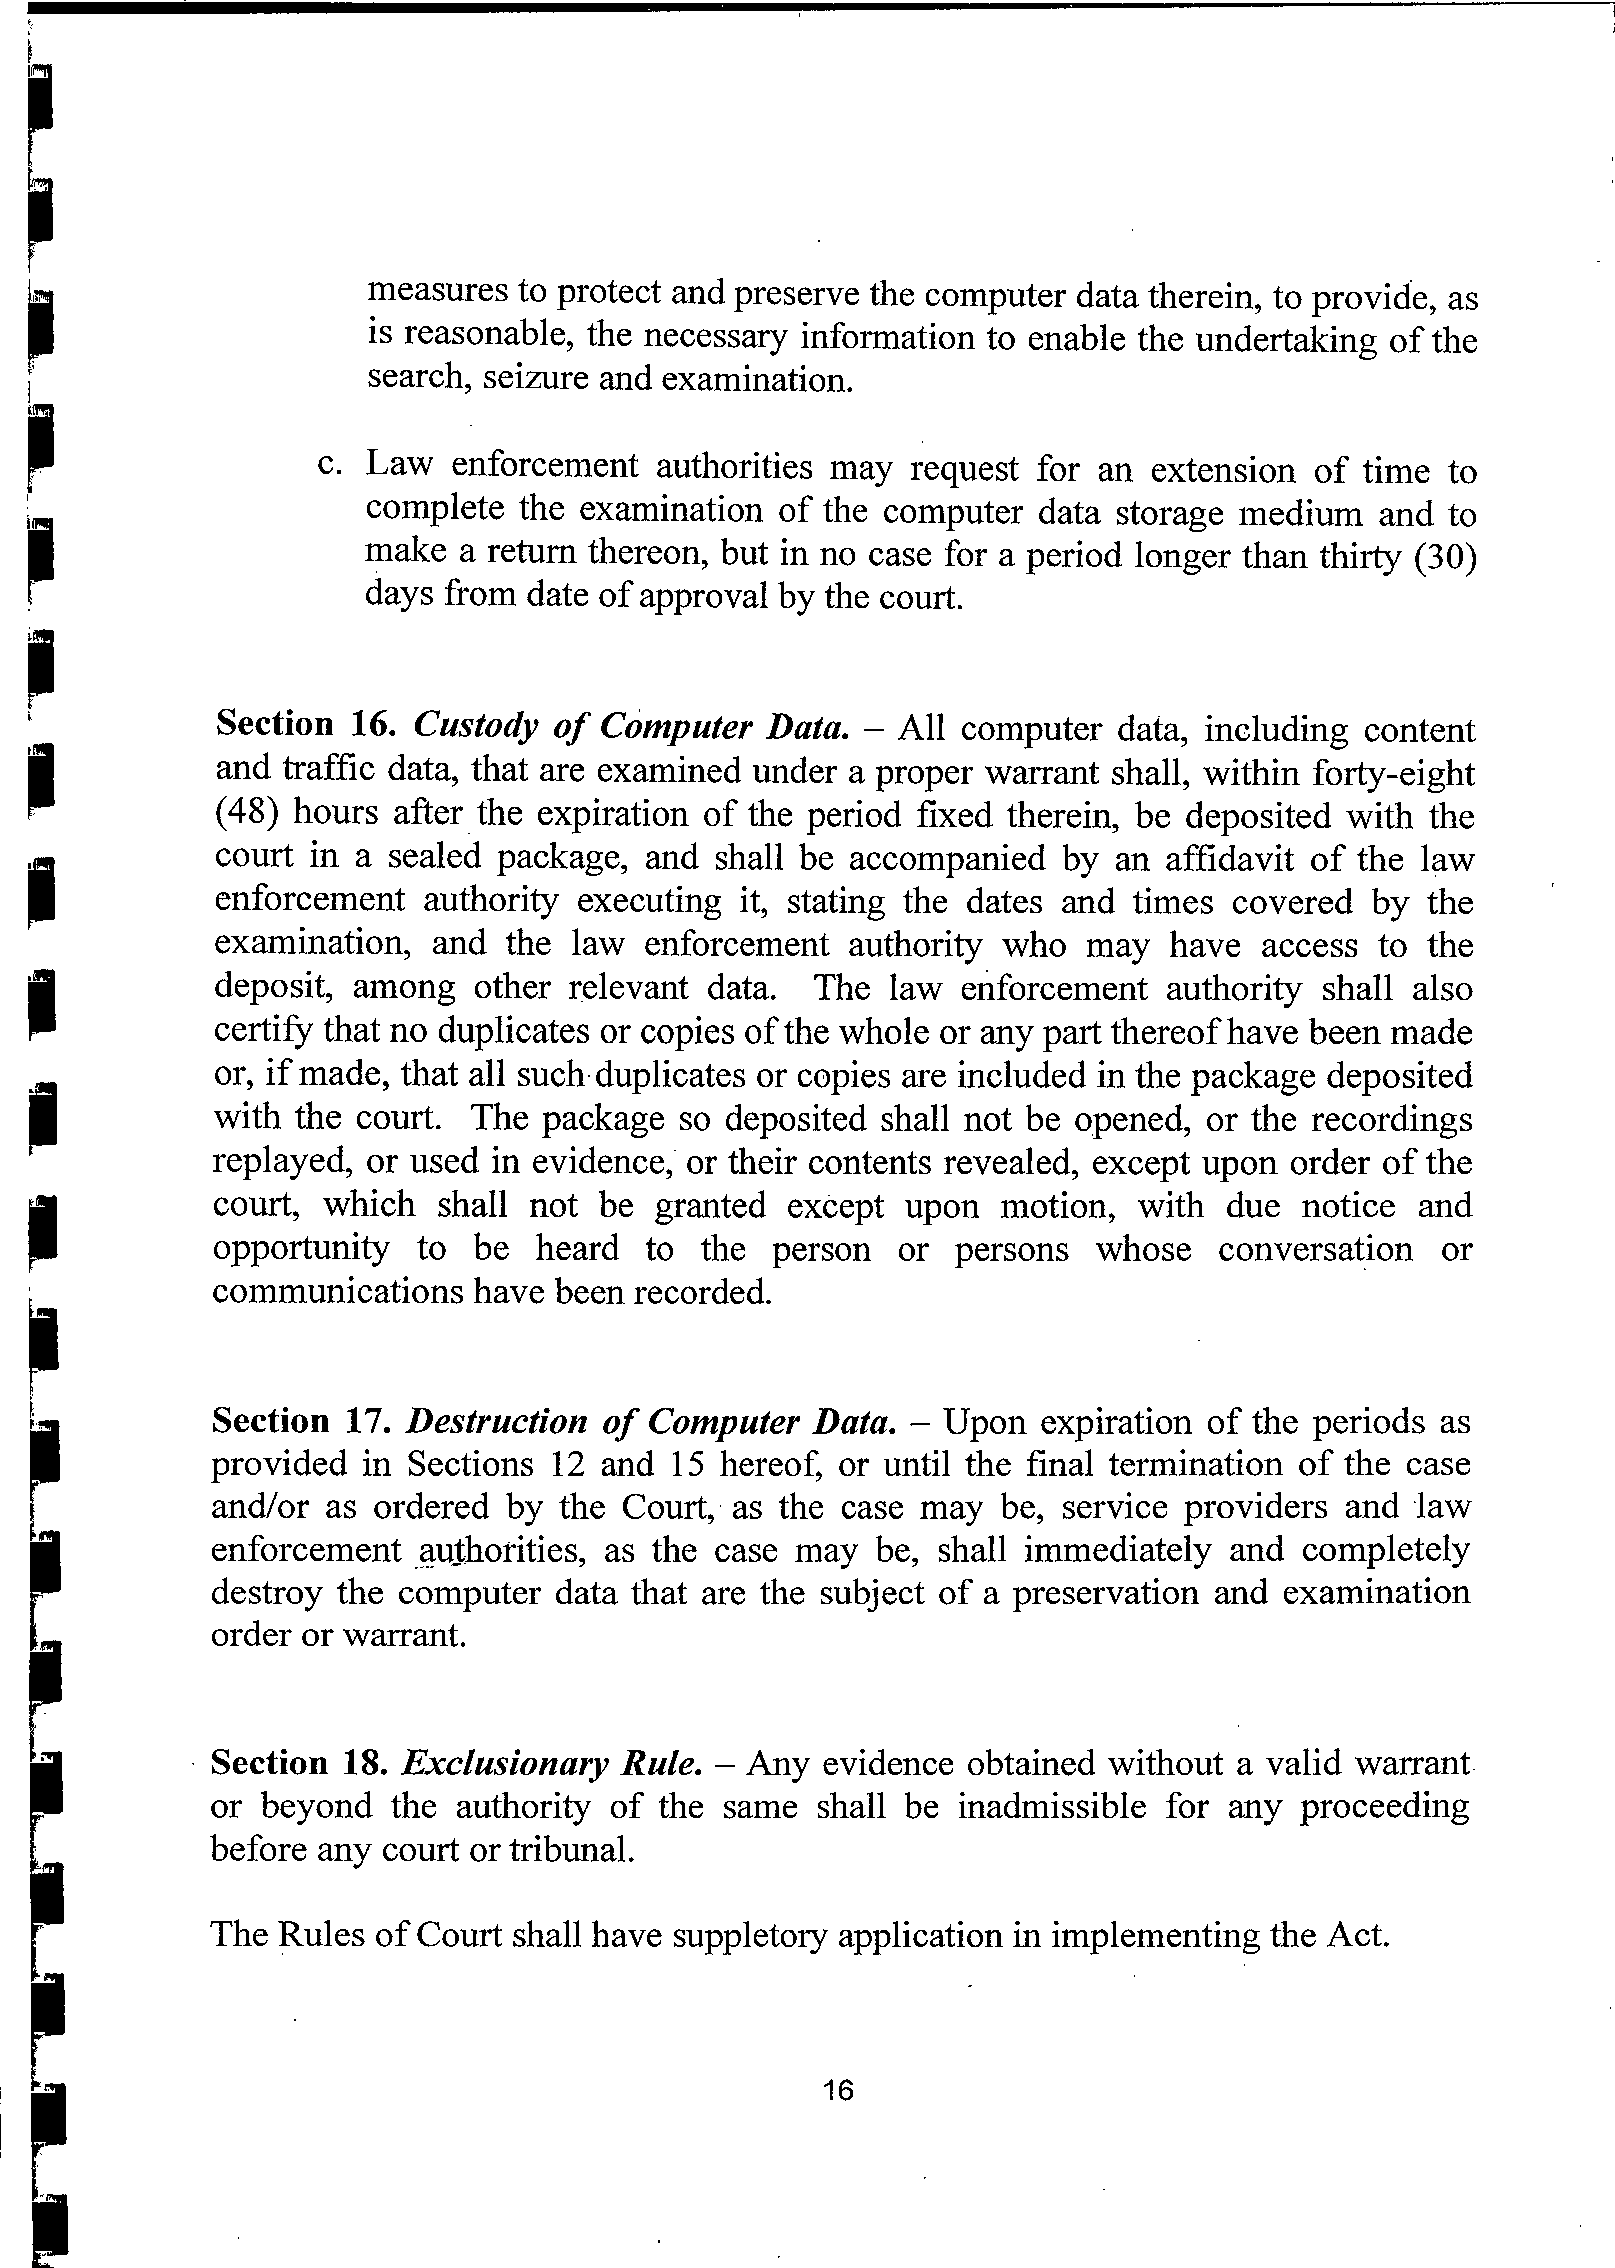 measures to protect and preserve the computer data therein, to provide, as
is reasonable, the necessary information to enable the undertaking of the
search, seizure and examination.
c. Law enforcement authorities may request for an extension of time to
complete the examination of the computer data storage medium and to
make a return thereon, but in no case for a period longer than thirty (30)
days from date of approval by the court.
Section 16. Custody of Computer Data. – All computer data, including content
and traffic data, that are examined under a proper warrant shall, within forty-eight
(48) hours after the expiration of the period fixed therein, be deposited with the
court in a sealed package, and shall be accompanied by an affidavit of the law
enforcement authority executing it, stating the dates and times covered by the
examination, and the law enforcement authority who may have access to the
deposit, among other relevant data. The law enforcement authority shall also
certify that no duplicates or copies of the whole or any part thereof have been made
or, if made, that all such duplicates or copies are included in the package deposited
with the court. The package so deposited shall not be opened, or the recordings
replayed, or used in evidence, or their contents revealed, except upon order of the
court, which shall not be granted except upon motion, with due notice and
opportunity to be heard to the person or persons whose conversation or
communications have been recorded.
Section 17. Destruction of Computer Data. – Upon expiration of the periods as
provided in Sections 12 and 15 hereof, or until the final termination of the case
and/or as ordered by the Court, as the case may be, service providers and law
enforcement authorities, as the case may be, shall immediately and completely
destroy the computer data that are the subject of a preservation and examination
order or warrant.
Section 18. Exclusionary Rule. – Any evidence obtained without a valid warrant
or beyond the authority of the same shall be inadmissible for any proceeding
before any court or tribunal.
The Rules of Court shall have suppletory application in implementing the Act.
16